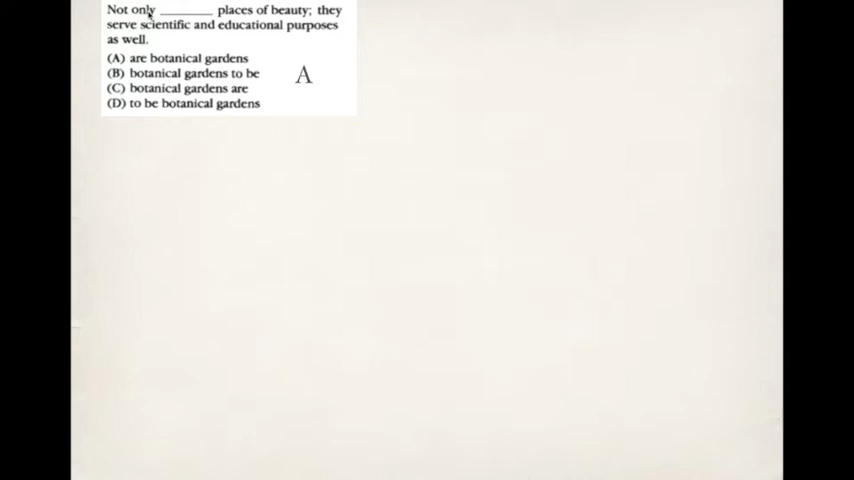 Not only ________ places of beauty; they
serve scientific and educational purposes
as well.
(A) are botanical gardens
(B) botanical gardens to be
(C) botanical gardens are
(D) to be botanical gardens
A